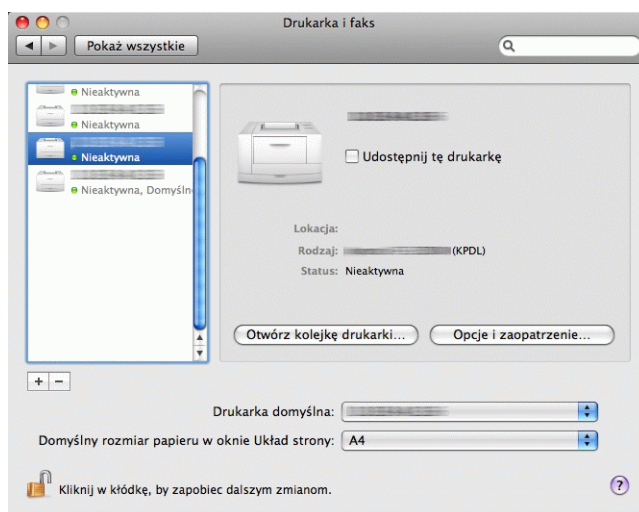 Drukarka i faks
Pokaż wszystkie
Nieaktywna
Nieaktywna
Nieaktywna
Nieaktywna, Domyśln
Udostępnij tę drukarkę
Lokacja:
Rodzaj: (KPDL)
Status: Nieaktywna
Otwórz kolejkę drukarki... Opcje i zaopatrzenie...
+ −
Drukarka domyślna:
Domyślny rozmiar papieru w oknie Układ strony: A4
Kliknij w kłódkę, by zapobiec dalszym zmianom. ?